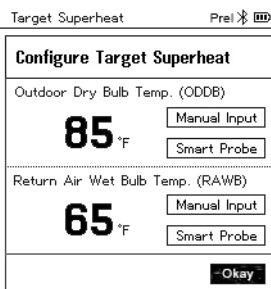 Target Superheat Prel
Configure Target Superheat
Outdoor Dry Bulb Temp. (ODDB)
85 °F
Manual Input
Smart Probe
Return Air Wet Bulb Temp. (RAWB)
65 °F
Manual Input
Smart Probe
Okay